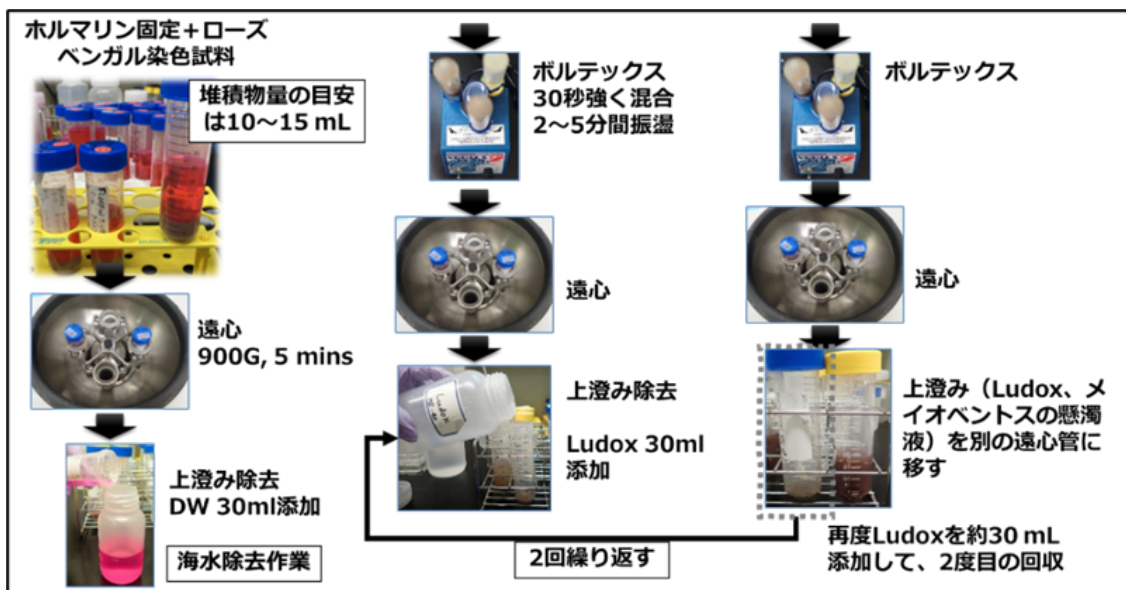 ホルマリン固定+ローズ
ベンガル染色試料
堆積物量の目安
は10～15 mL
遠心
900G, 5 mins
上澄み除去
DW 30ml添加
海水除去作業
ボルテックス
30秒強く混合
2～5分間振盪
遠心
上澄み除去
Ludox 30ml
添加
Ludox
2回繰り返す
ボルテックス
遠心
上澄み（Ludox、メ
イオベントスの懸濁
液）を別の遠心管に
移す
再度Ludoxを約30 mL
添加して、2度目の回収